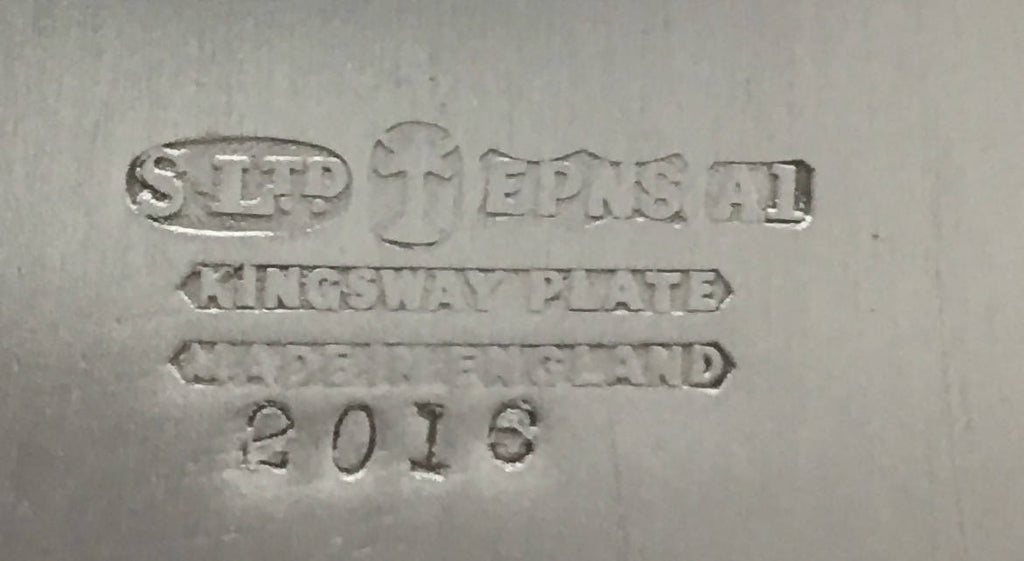 S LTD EPNS A1
KINGSWAY PLATE
MADE IN ENGLAND
2016